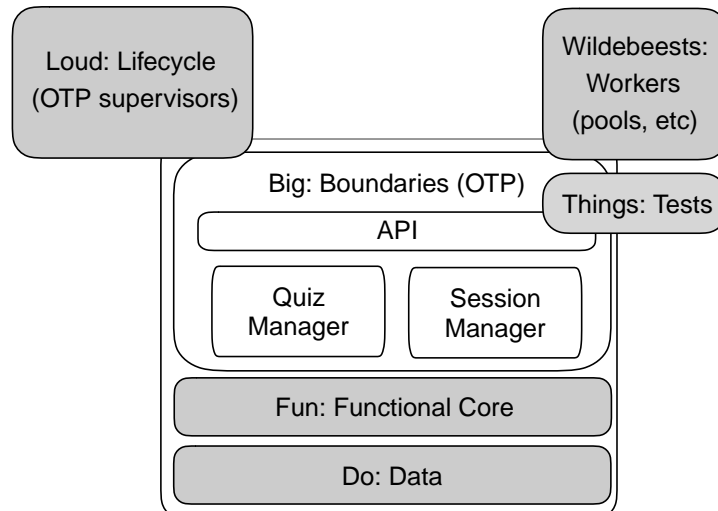 Loud: Lifecycle
(OTP supervisors)
Wildebeests:
Workers
(pools, etc)
Big: Boundaries (OTP)
Things: Tests
API
Quiz
Manager
Session
Manager
Fun: Functional Core
Do: Data